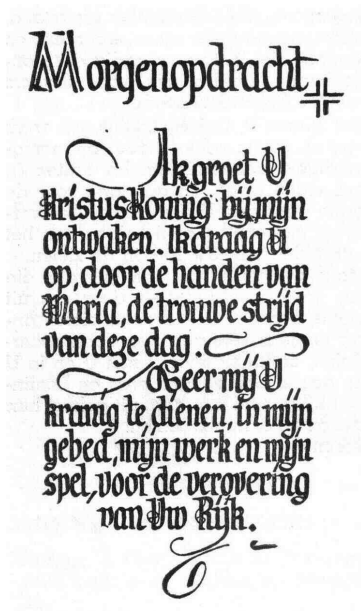 Morgenopdracht
Ik groet U
Kristus Koning bij mijn
ontwaken. Ik draag U
op, door de handen van
Maria, de trouwe strijd
van deze dag.
Leer mij U
kranig te dienen, in mijn
gebed, mijn werk en mijn
spel, voor de verovering
van Uw Rijk.